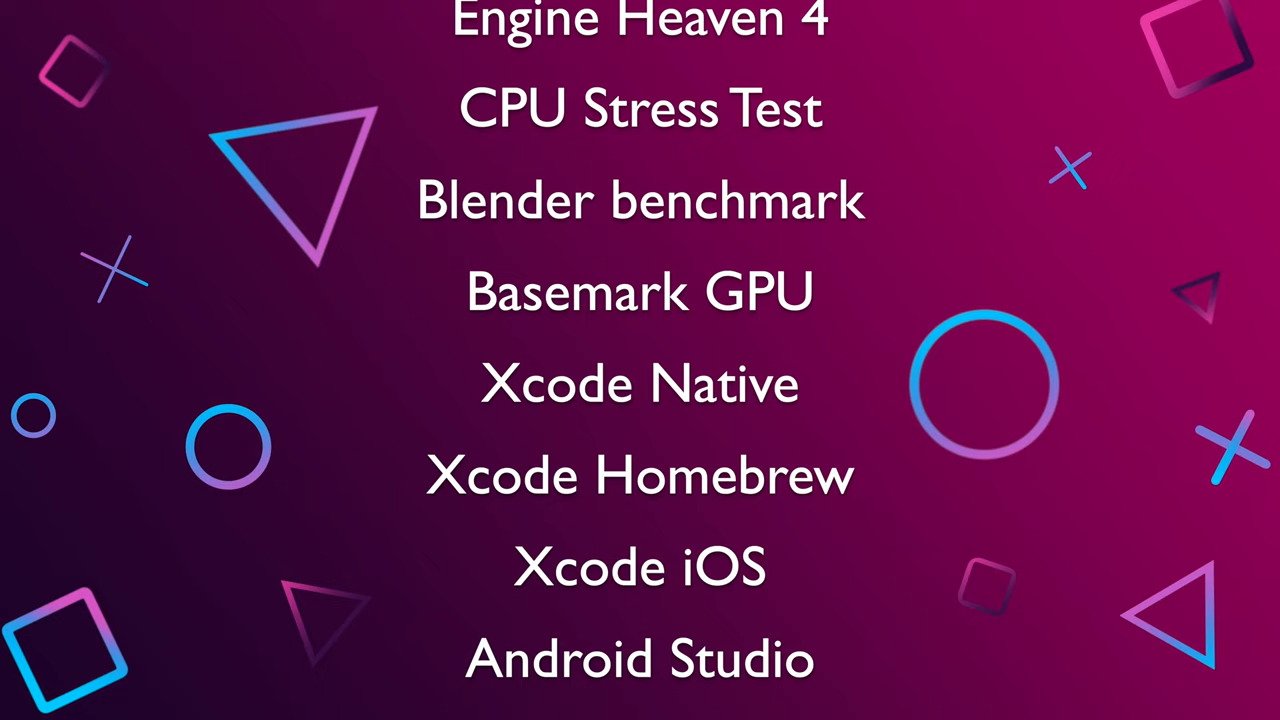 Engine Heaven 4
CPU Stress Test
Blender benchmark
Basemark GPU
Xcode Native
Xcode Homebrew
Xcode iOS
Android Studio